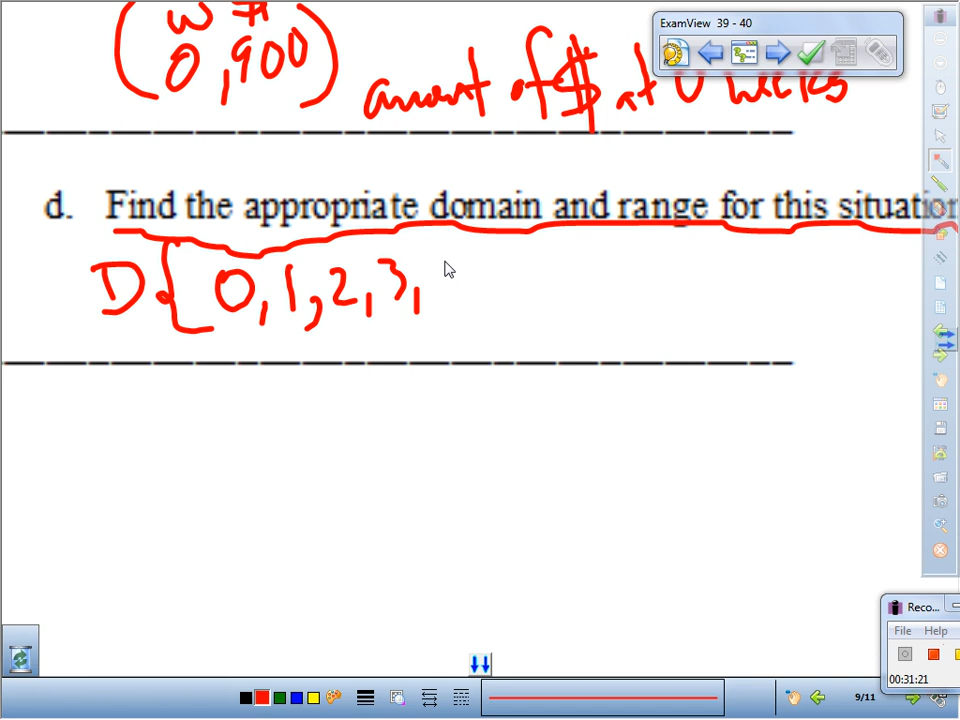 ExamView 39 - 40
w #
(0,900)
amount of $ at 0 weeks
d. Find the appropriate domain and range for this situation
D { 0, 1, 2, 3,
Reco...
File Help
00:31:21
9/11